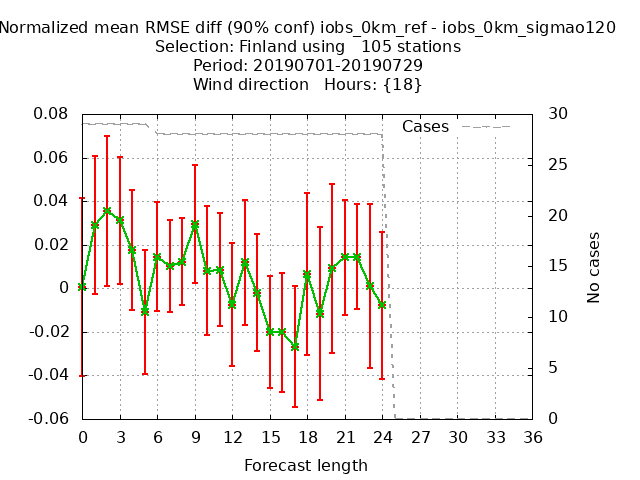 Normalized mean RMSE diff (90% conf) iobs_0km_ref - iobs_0km_sigmao120
Selection: Finland using 105 stations
Period: 20190701-20190729
Wind direction Hours: {18}
Cases
0.08
0.06
0.04
0.02
0
-0.02
-0.04
-0.06
30
25
20
15
10
5
0
No cases
0 3 6 9 12 15 18 21 24 27 30 33 36
Forecast length